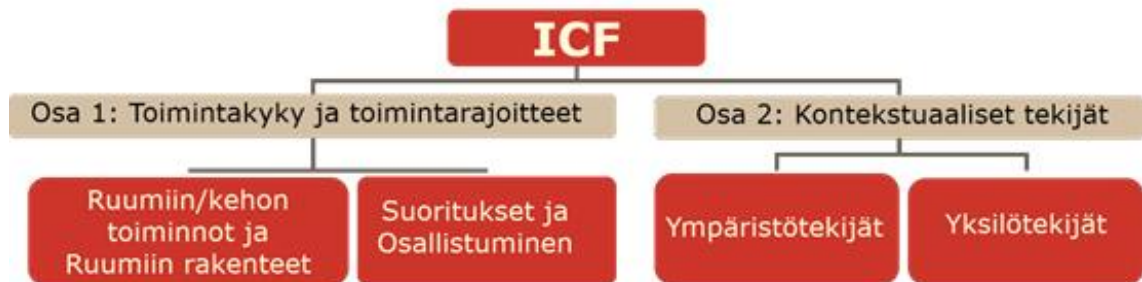 ICF
Osa 1: Toimintakyky ja toimintarajoitteet
Osa 2: Kontekstuaaliset tekijät
Ruumiin/kehon
toiminnot ja
Ruumiin rakenteet
Suoritukset ja
Osallistuminen
Ympäristötekijät
Yksilötekijät